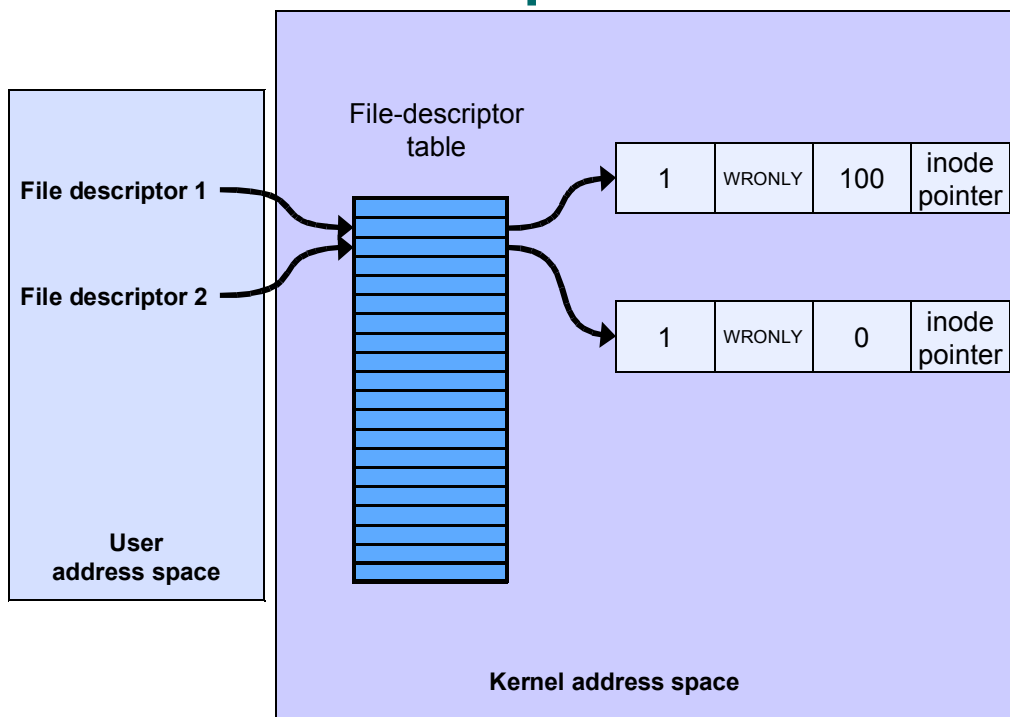 File-descriptor
table
File descriptor 1
File descriptor 2
1
WRONLY
100
inode
pointer
1
WRONLY
0
inode
pointer
User
address space
Kernel address space